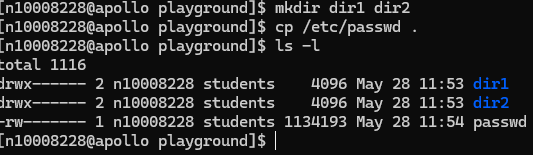 [n10008228@apollo playground]$ mkdir dir1 dir2
[n10008228@apollo playground]$ cp /etc/passwd .
[n10008228@apollo playground]$ ls -l
total 1116
drwx------ 2 n10008228 students    4096 May 28 11:53 dir1
drwx------ 2 n10008228 students    4096 May 28 11:53 dir2
-rw------- 1 n10008228 students 1134193 May 28 11:54 passwd
[n10008228@apollo playground]$